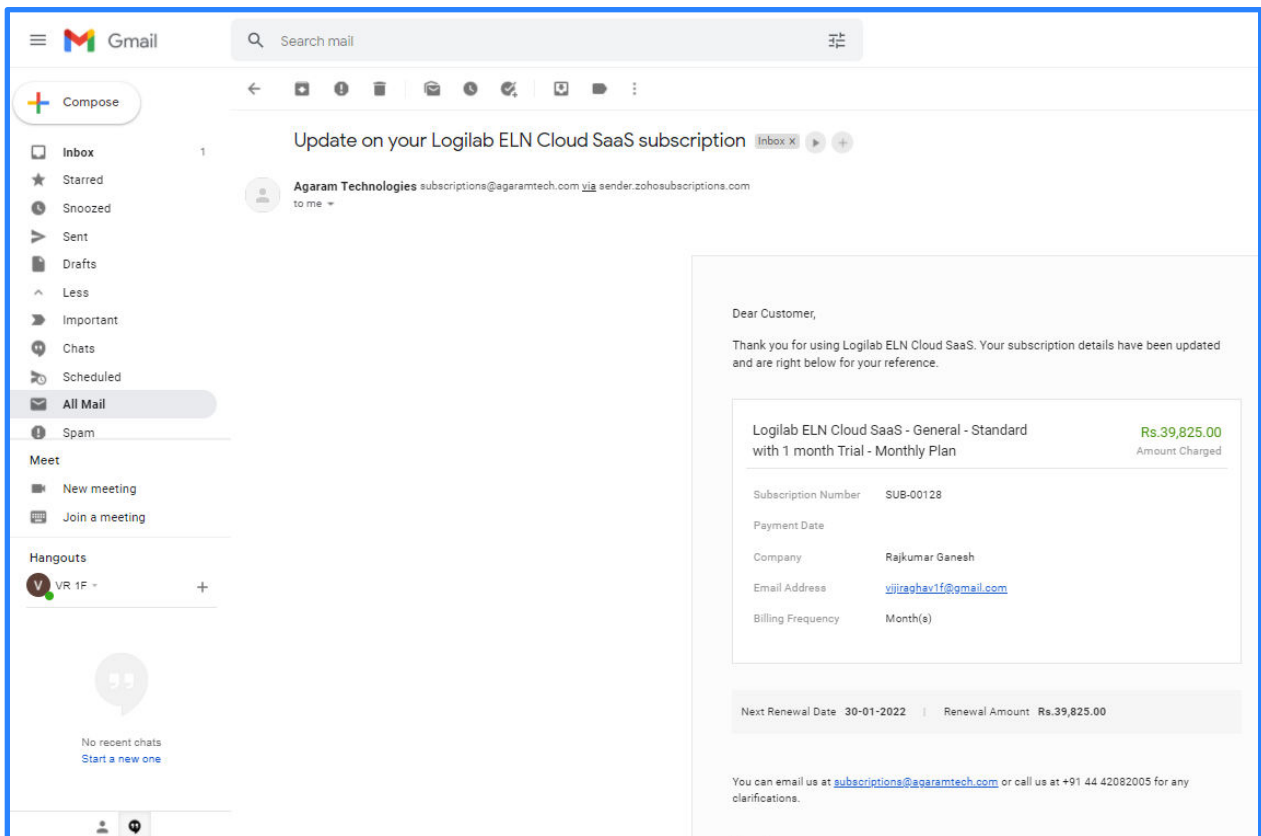 Gmail
Search mail
Compose
Update on your Logilab ELN Cloud SaaS subscription Inbox x
Inbox 1
Starred
Snoozed
Sent
Drafts
Less
Important
Chats
Scheduled
All Mail
Spam
Meet
New meeting
Join a meeting
Hangouts
V VR 1F
No recent chats
Start a new one
Agaram Technologies subscriptions@agaramtech.com via sender.zohosubscriptions.com
to me
Dear Customer,
Thank you for using Logilab ELN Cloud SaaS. Your subscription details have been updated
and are right below for your reference.
Logilab ELN Cloud SaaS - General - Standard
with 1 month Trial - Monthly Plan
Rs.39,825.00
Amount Charged
Subscription Number SUB-00128
Payment Date
Company Rajkumar Ganesh
Email Address vijiraghav1f@gmail.com
Billing Frequency Month(s)
Next Renewal Date 30-01-2022 | Renewal Amount Rs.39,825.00
You can email us at subscriptions@agaramtech.com or call us at +91 44 42082005 for any
clarifications.